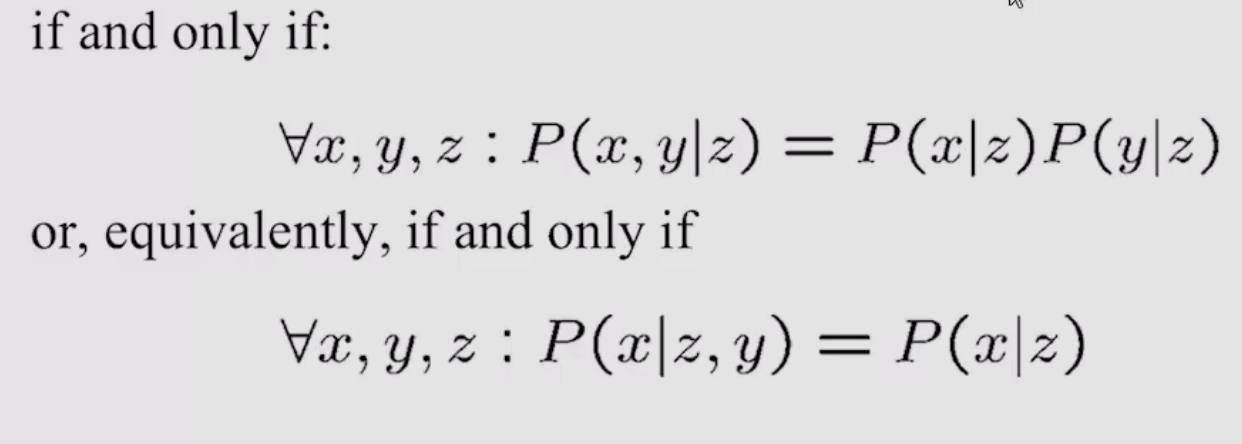 if and only if:
∀x, y, z : P(x, y|z) = P(x|z)P(y|z)
or, equivalently, if and only if
∀x, y, z : P(x|z, y) = P(x|z)